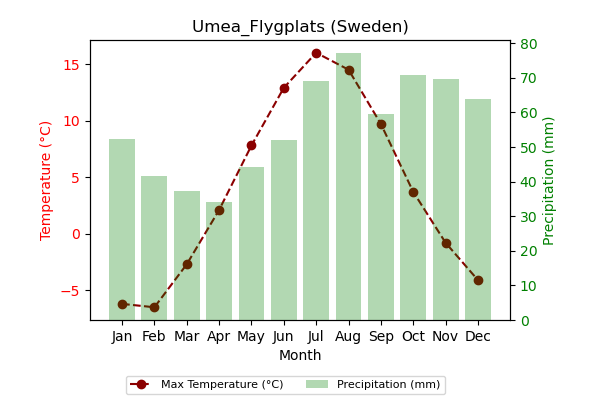 Umea_Flygplats (Sweden)
Temperature (°C)
15
10
5
0
−5
80
70
60
50
40
30
20
10
0
Precipitation (mm)
Jan Feb Mar Apr May Jun Jul Aug Sep Oct Nov Dec
Month
Max Temperature (°C) Precipitation (mm)